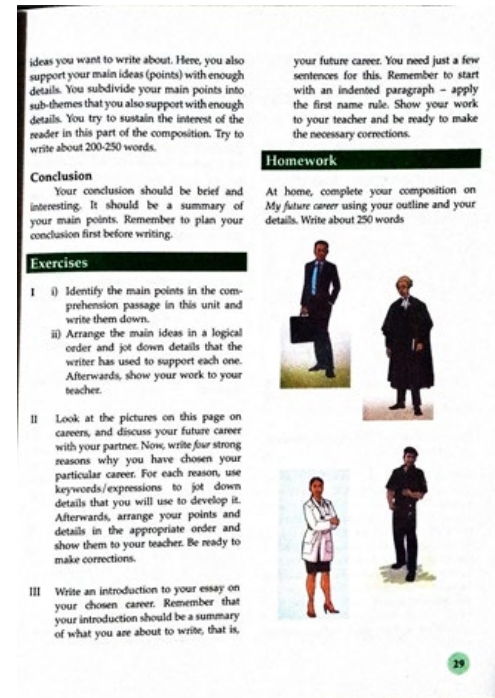 ideas you want to write about. Here, you also
support your main ideas (points) with enough
details. You subdivide your main points into
sub-themes that you also support with enough
details. You try to sustain the interest of the
reader in this part of the composition. Try to
write about 200-250 words.
Conclusion
Your conclusion should be brief and
interesting. It should be a summary of
your main points. Remember to plan your
conclusion first before writing.
Exercises
I i) Identify the main points in the com-
prehension passage in this unit and
write them down.
ii) Arrange the main ideas in a logical
order and jot down details that the
writer has used to support each one.
Afterwards, show your work to your
teacher.
II Look at the pictures on this page on
careers, and discuss your future career
with your partner. Now, write four strong
reasons why you have chosen your
particular career. For each reason, use
keywords/expressions to jot down
details that you will use to develop it.
Afterwards, arrange your points and
details in the appropriate order and
show them to your teacher. Be ready to
make corrections.
III Write an introduction to your essay on
your chosen career. Remember that
your introduction should be a summary
of what you are about to write, that is,
your future career. You need just a few
sentences for this. Remember to start
with an indented paragraph – apply
the first name rule. Show your work
to your teacher and be ready to make
the necessary corrections.
Homework
At home, complete your composition on
My future career using your outline and your
details. Write about 250 words
29